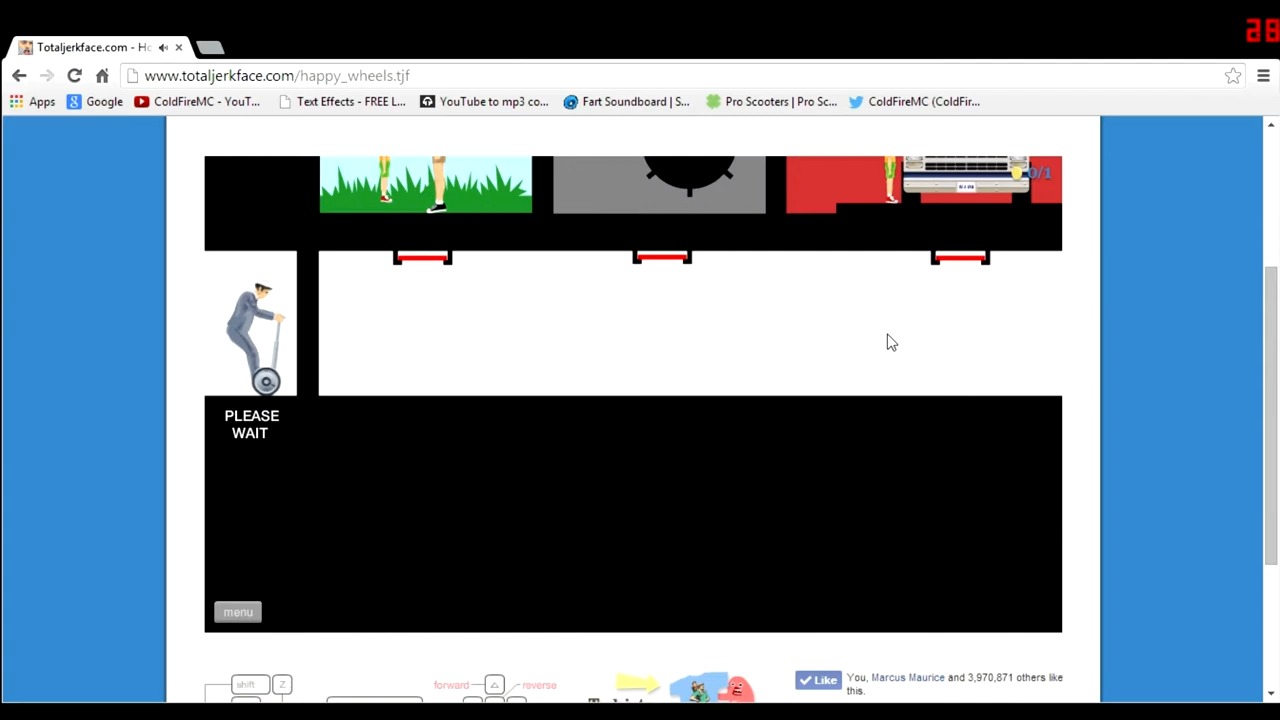 28
Totaljerkface.com - Ho
www.totaljerkface.com/happy_wheels.tjf
Apps Google ColdFireMC - YouT... Text Effects - FREE L... YouTube to mp3 co... Fart Soundboard | S... Pro Scooters | Pro Sc... ColdFireMC (ColdFir...
0/1
PLEASE
WAIT
menu
shift Z forward reverse
Like You, Marcus Maurice and 3,970,871 others like
this.